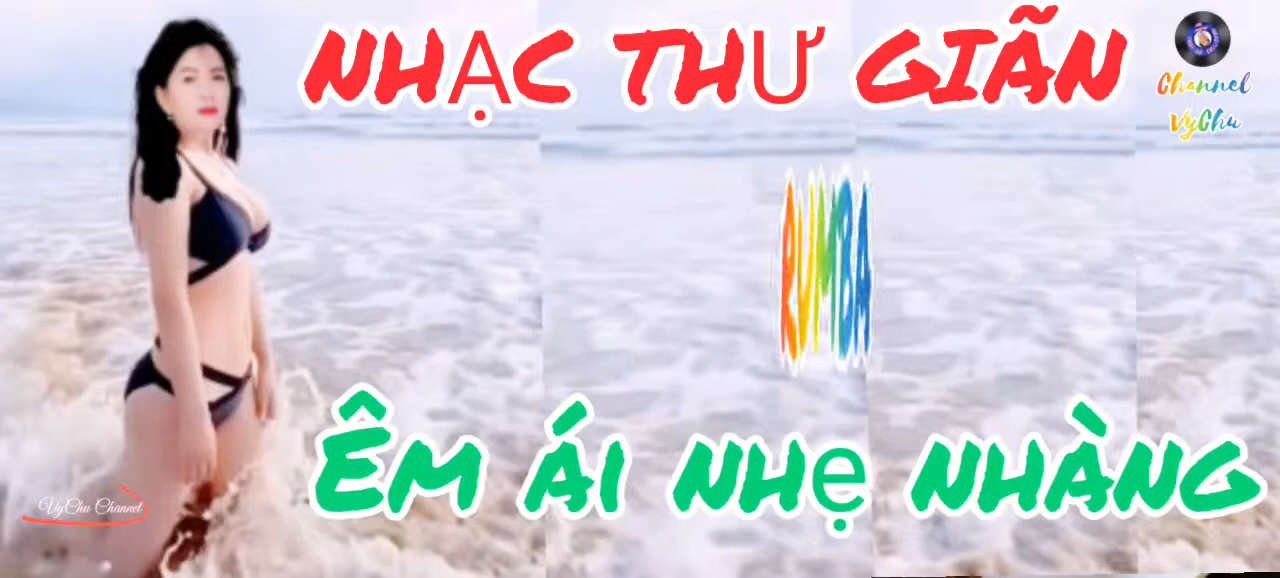 NHẠC THƯ GIÃN
Channel
VyChu
RUMBA
ÊM ÁI NHẸ NHÀNG
VyChu Channel